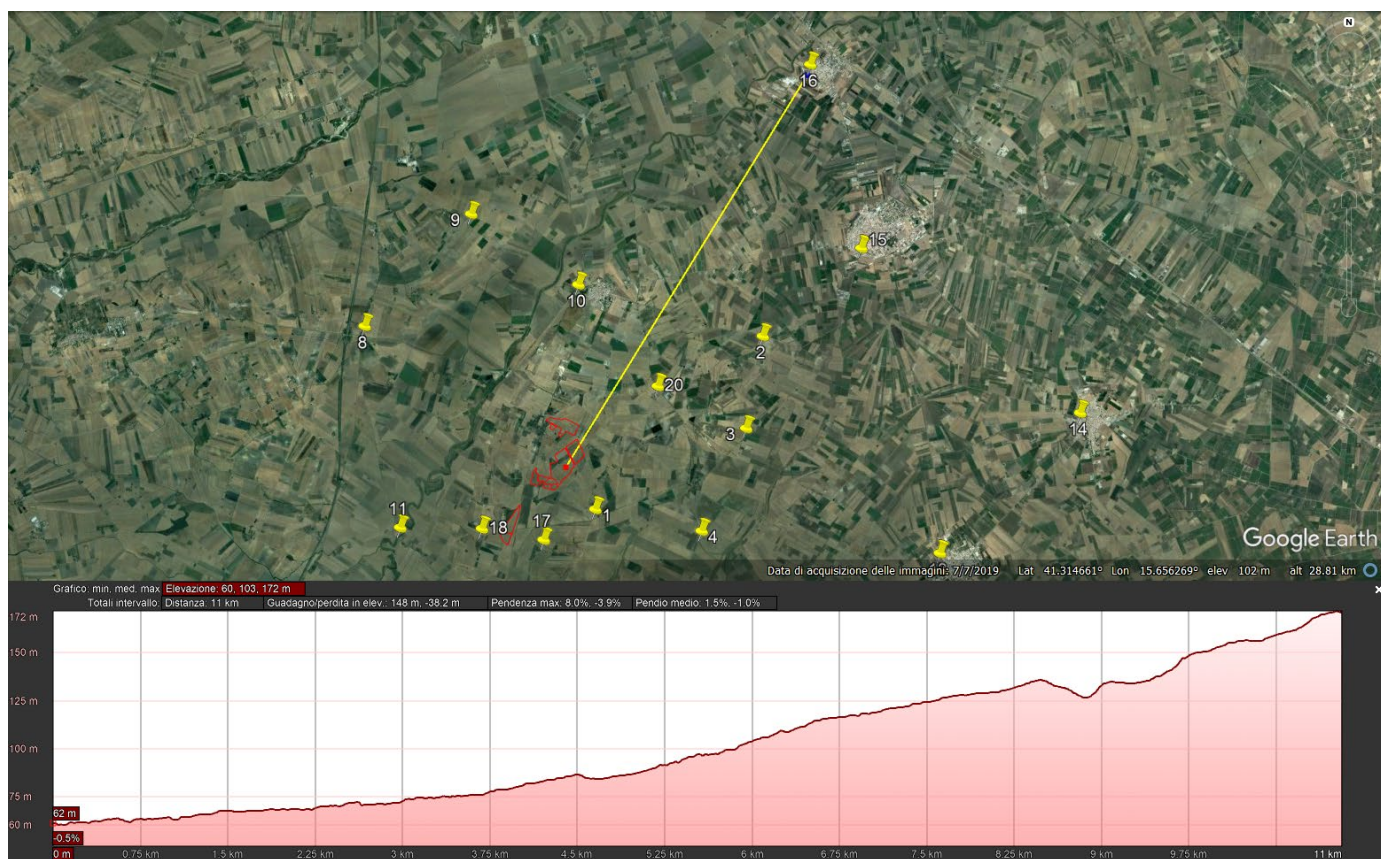 N
16
9
15
10
8
2
20
14
3
11
18
17
1
4
Google Earth
Data di acquisizione delle immagini: 7/7/2019 Lat 41.314661° Lon 15.656269° elev 102 m alt 28.81 km
Grafico: min. med. max Elevazione: 60, 103, 172 m
Totali intervallo: Distanza: 11 km Guadagno/perdita in elev.: 148 m, -38.2 m Pendenza max: 8.0%, -3.9% Pendio medio: 1.5%, -1.0%
172 m
150 m
125 m
100 m
75 m
62 m
60 m
-0.5%
0 m 0.75 km 1.5 km 2.25 km 3 km 3.75 km 4.5 km 5.25 km 6 km 6.75 km 7.5 km 8.25 km 9 km 9.75 km 11 km